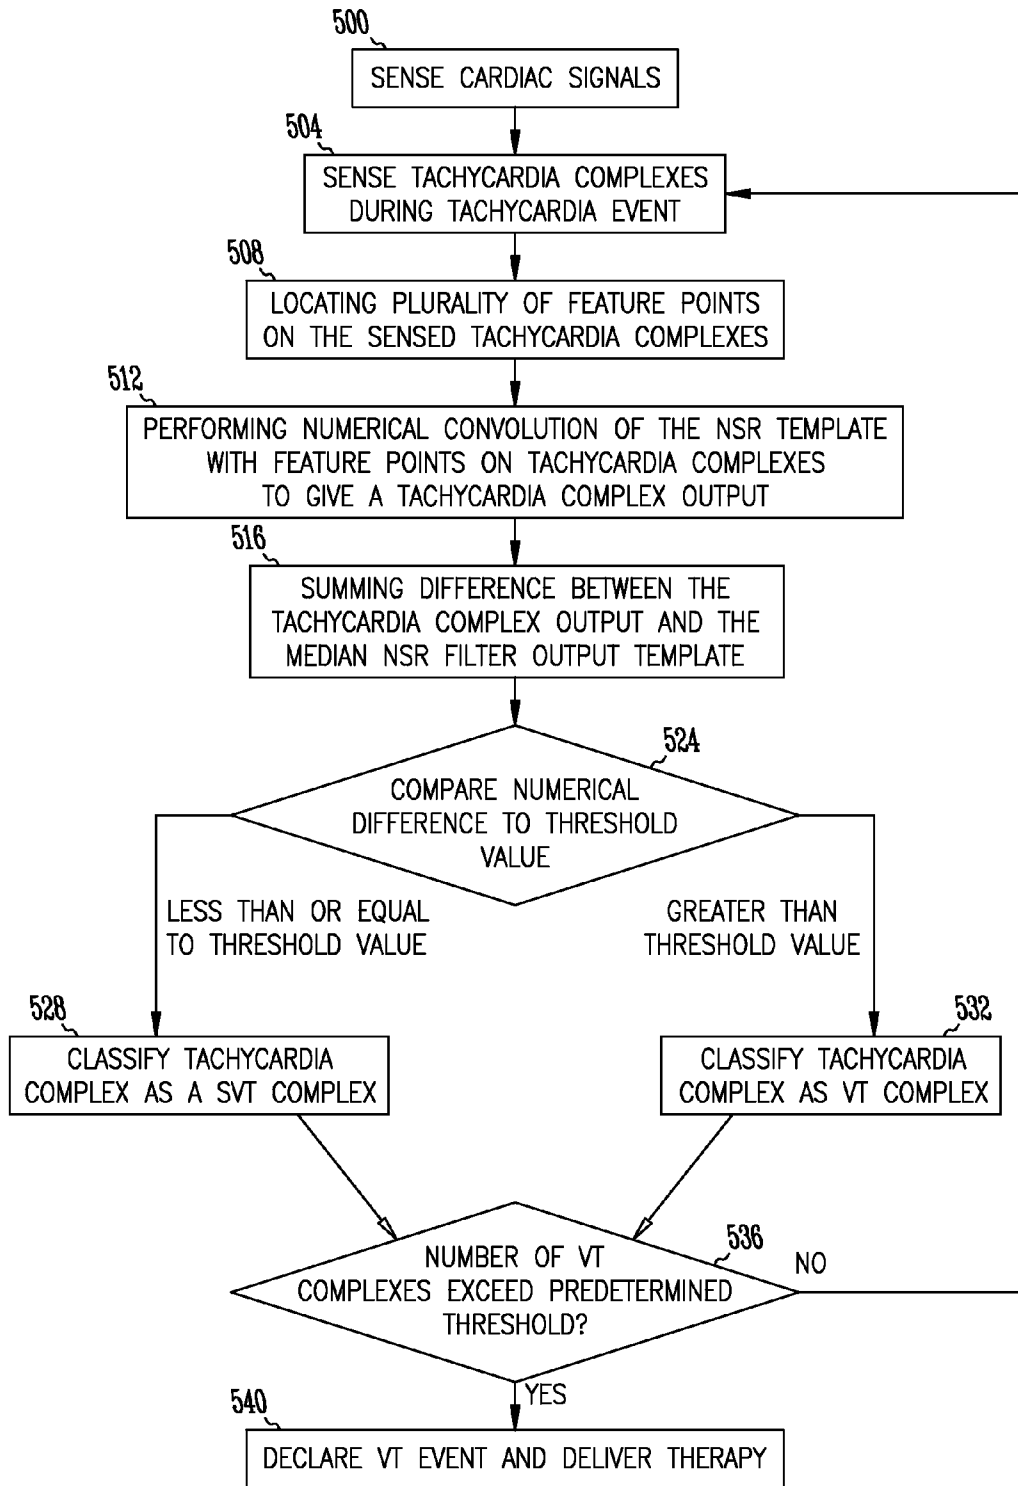 500
SENSE CARDIAC SIGNALS
504
SENSE TACHYCARDIA COMPLEXES
DURING TACHYCARDIA EVENT
508
LOCATING PLURALITY OF FEATURE POINTS
ON THE SENSED TACHYCARDIA COMPLEXES
512
PERFORMING NUMERICAL CONVOLUTION OF THE NSR TEMPLATE
WITH FEATURE POINTS ON TACHYCARDIA COMPLEXES
TO GIVE A TACHYCARDIA COMPLEX OUTPUT
516
SUMMING DIFFERENCE BETWEEN THE
TACHYCARDIA COMPLEX OUTPUT AND THE
MEDIAN NSR FILTER OUTPUT TEMPLATE
524
COMPARE NUMERICAL
DIFFERENCE TO THRESHOLD
VALUE
LESS THAN OR EQUAL
TO THRESHOLD VALUE
GREATER THAN
THRESHOLD VALUE
528
CLASSIFY TACHYCARDIA
COMPLEX AS A SVT COMPLEX
532
CLASSIFY TACHYCARDIA
COMPLEX AS VT COMPLEX
536
NUMBER OF VT
COMPLEXES EXCEED PREDETERMINED
THRESHOLD?
NO
YES
540
DECLARE VT EVENT AND DELIVER THERAPY